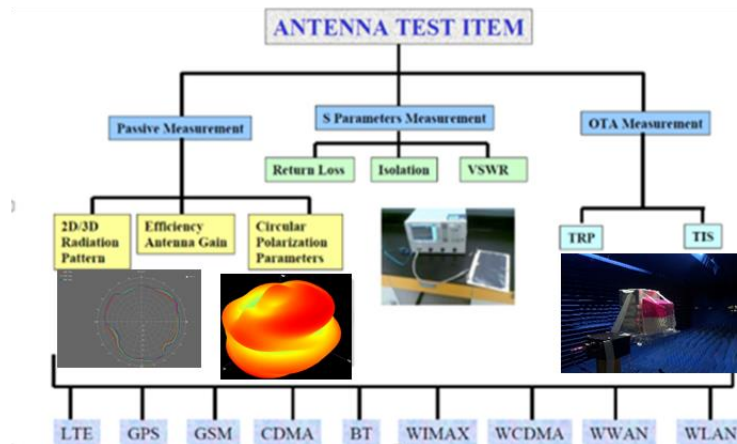 ANTENNA TEST ITEM
Passive Measurement
S Parameters Measurement
OTA Measurement
Return Loss
Isolation
VSWR
2D/3D
Radiation
Pattern
Efficiency
Antenna Gain
Circular
Polarization
Parameters
TRP
TIS
LTE
GPS
GSM
CDMA
BT
WIMAX
WCDMA
WWAN
WLAN